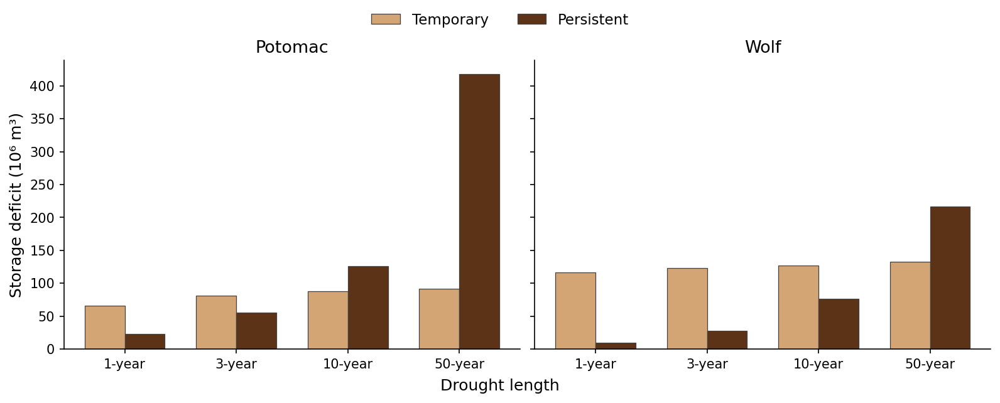 Temporary Persistent
Potomac
Wolf
Storage deficit (10⁶ m³)
400
350
300
250
200
150
100
50
0
1-year 3-year 10-year 50-year
1-year 3-year 10-year 50-year
Drought length